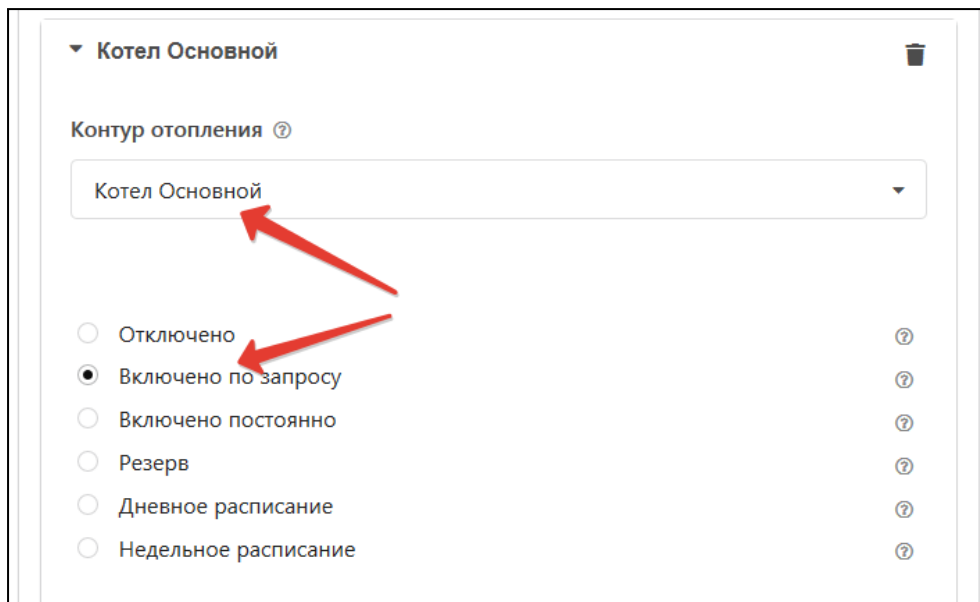 Котел Основной
Контур отопления
Котел Основной
Отключено
Включено по запросу
Включено постоянно
Резерв
Дневное расписание
Недельное расписание